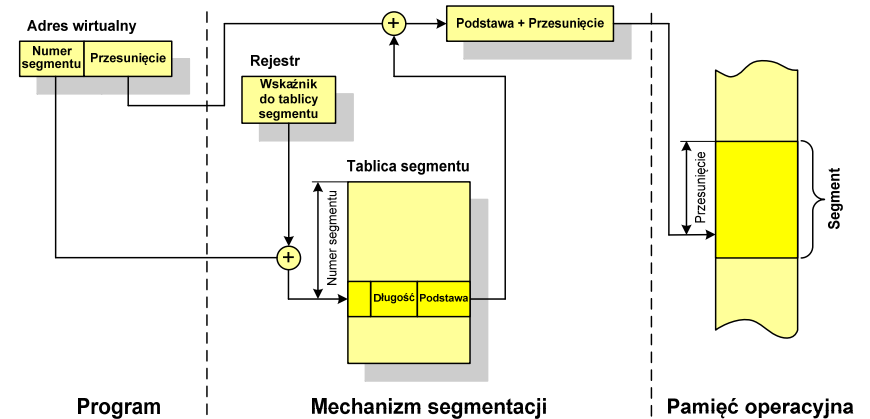 Adres wirtualny
Numer
segmentu
Przesunięcie
Rejestr
Wskaźnik
do tablicy
segmentu
+
Podstawa + Przesunięcie
Tablica segmentu
Numer segmentu
+
Długość
Podstawa
Przesunięcie
Segment
Program
Mechanizm segmentacji
Pamięć operacyjna